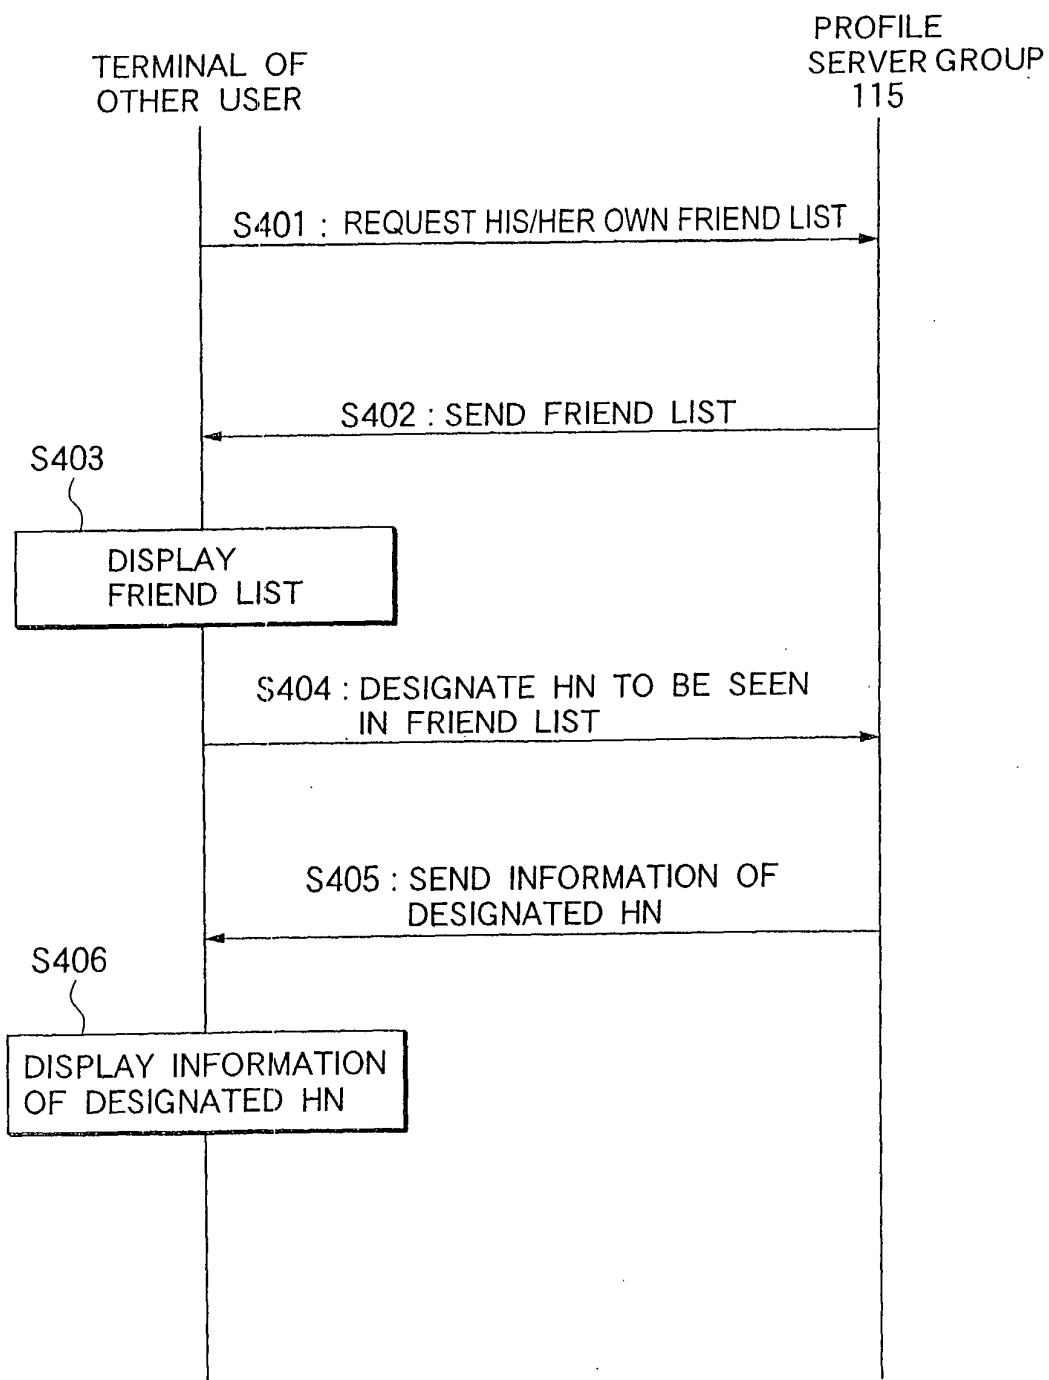 TERMINAL OF
OTHER USER
PROFILE
SERVER GROUP
115
S401 : REQUEST HIS/HER OWN FRIEND LIST
S402 : SEND FRIEND LIST
S403
DISPLAY
FRIEND LIST
S404 : DESIGNATE HN TO BE SEEN
IN FRIEND LIST
S405 : SEND INFORMATION OF
DESIGNATED HN
S406
DISPLAY INFORMATION
OF DESIGNATED HN